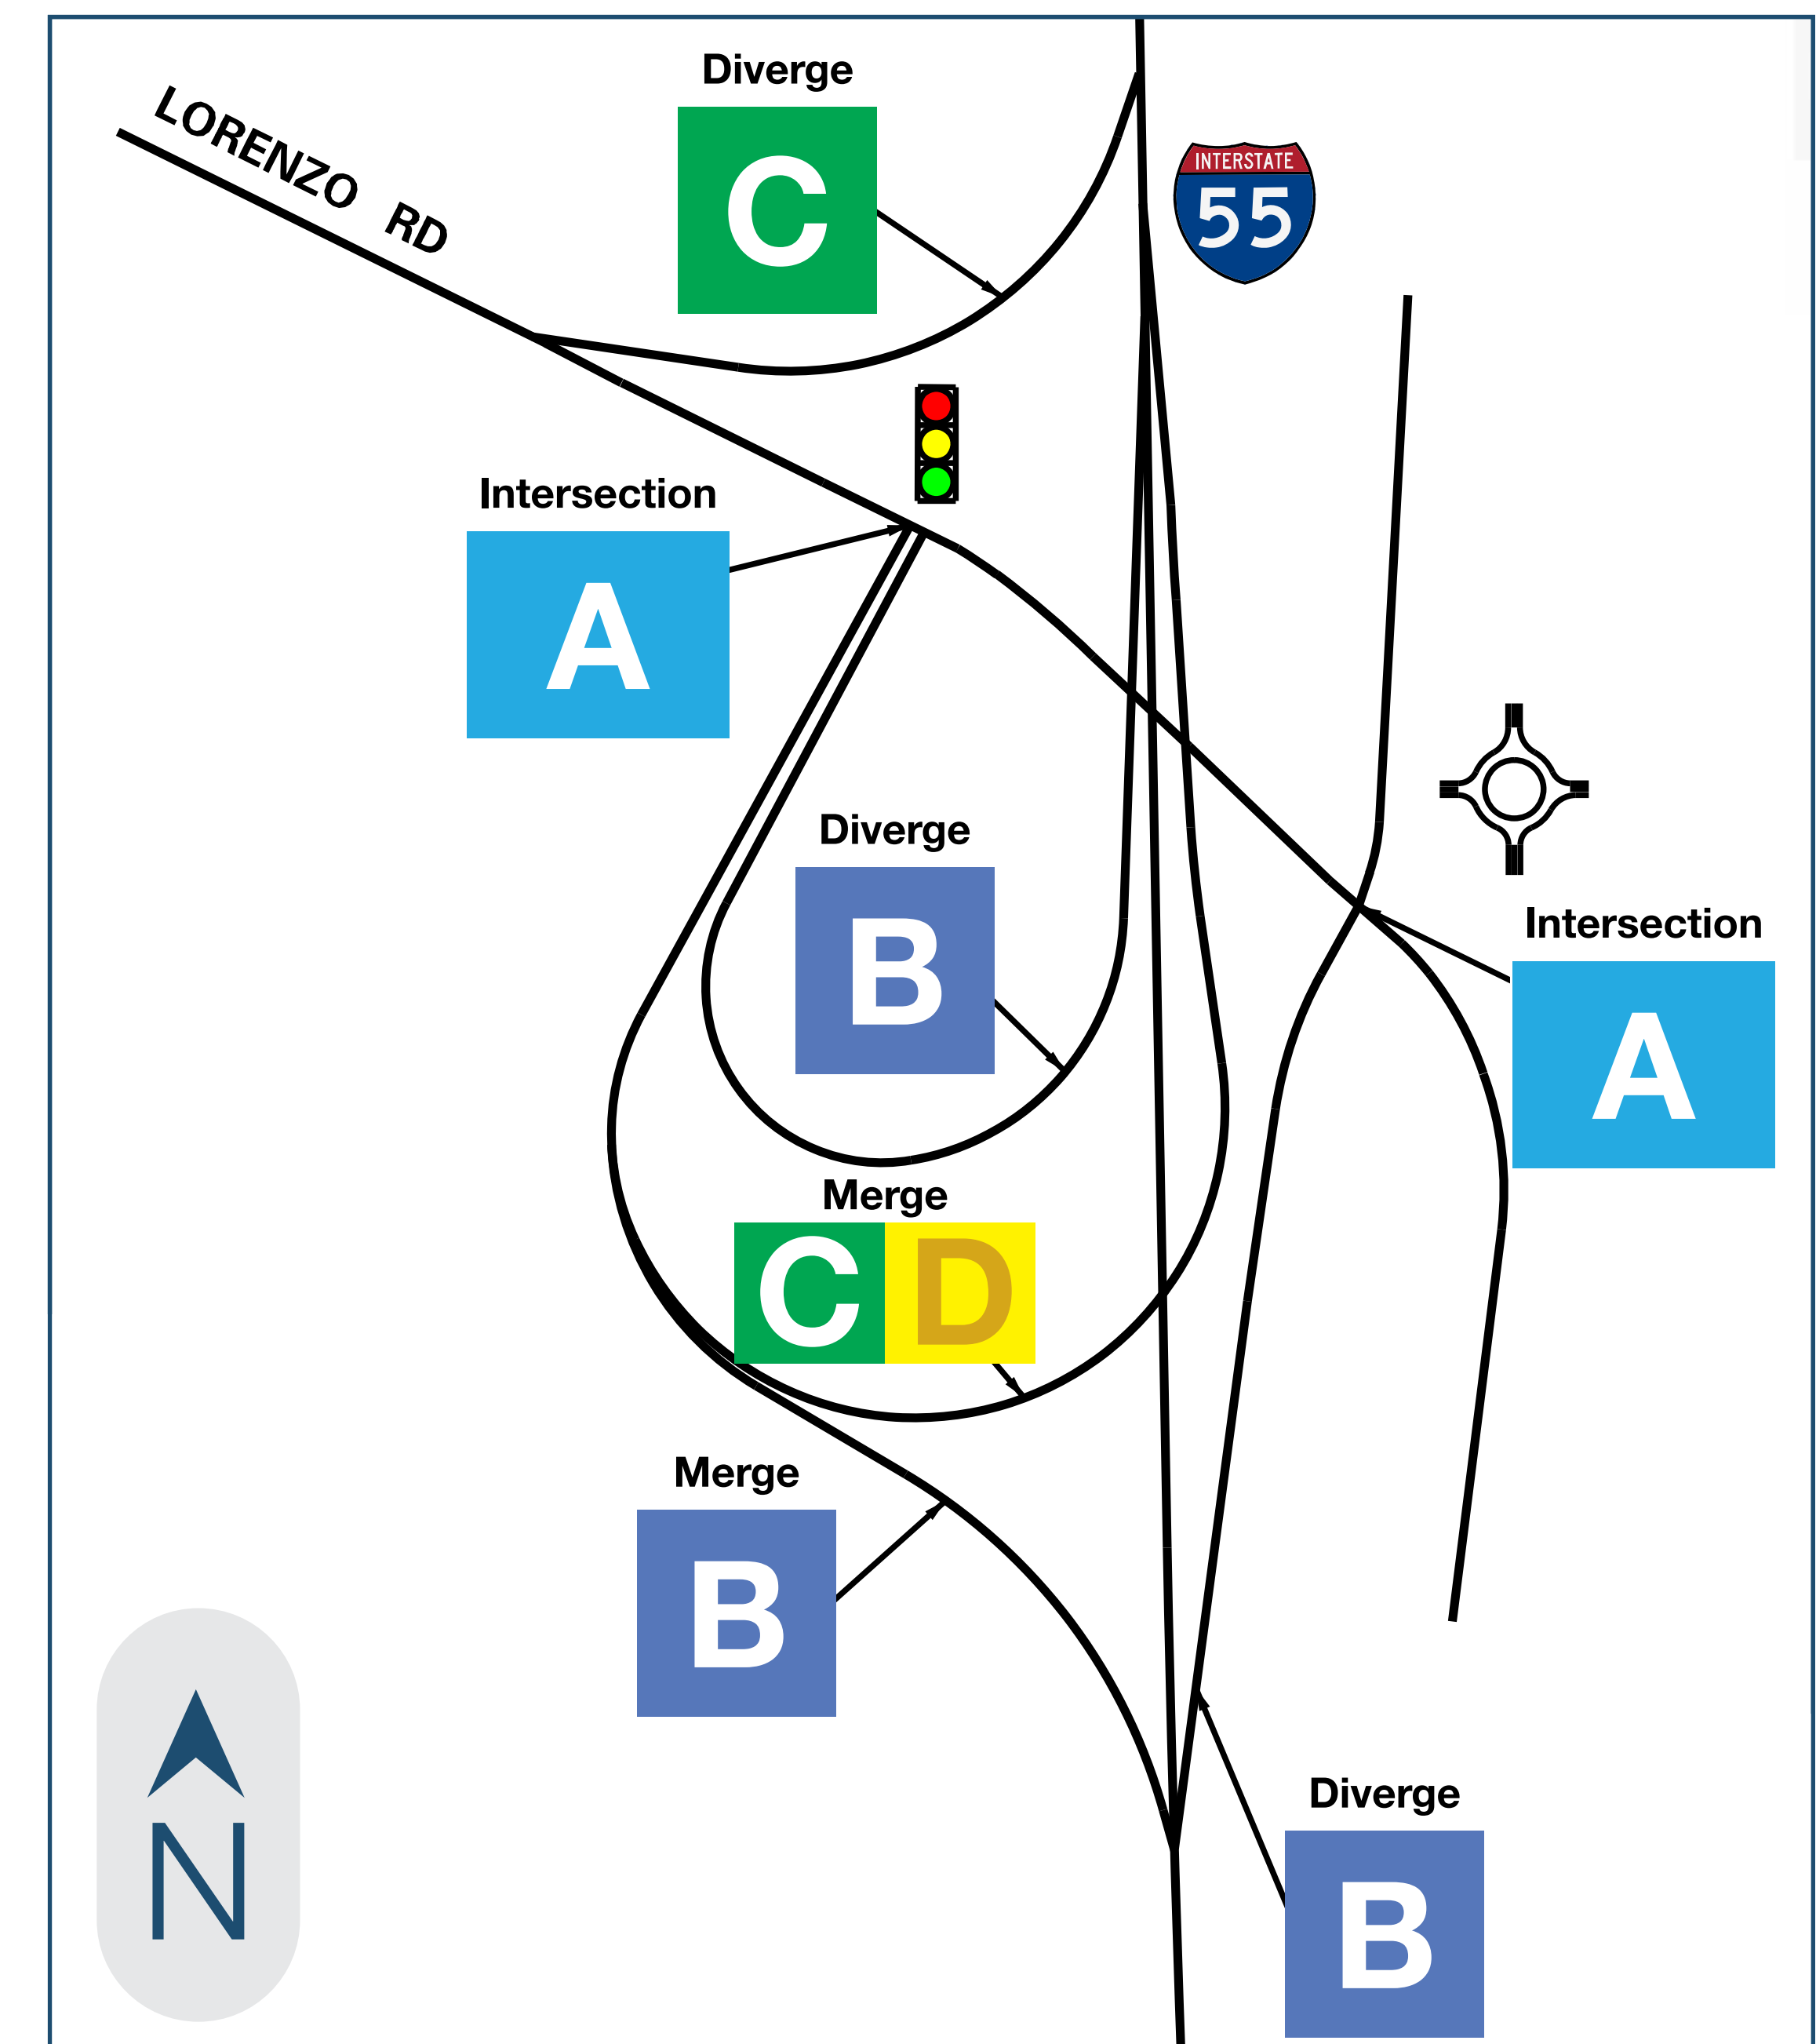 Diverge
C
LORENZO RD
INTERSTATE
55
Intersection
A
Diverge
B
Intersection
A
Merge
C D
Merge
B
Diverge
B
N